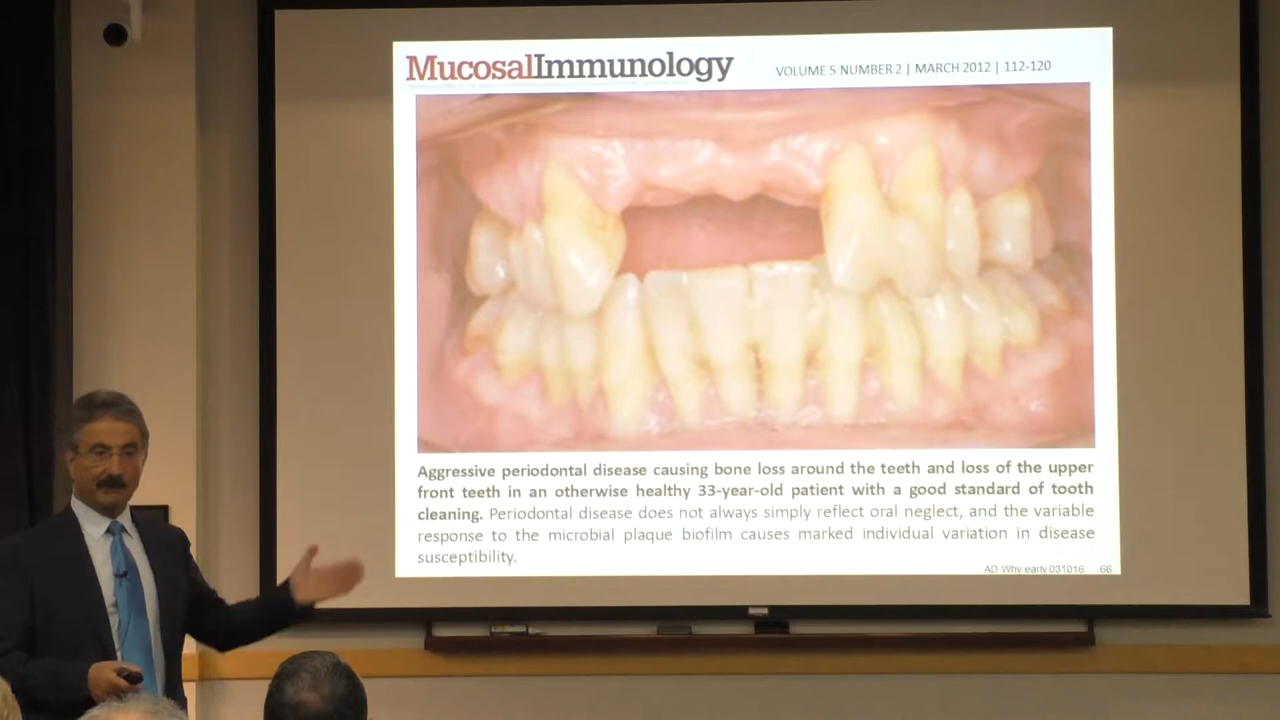 MucosalImmunology
VOLUME 5 NUMBER 2 | MARCH 2012 | 112-120
Aggressive periodontal disease causing bone loss around the teeth and loss of the upper
front teeth in an otherwise healthy 33-year-old patient with a good standard of tooth
cleaning. Periodontal disease does not always simply reflect oral neglect, and the variable
response to the microbial plaque biofilm causes marked individual variation in disease
susceptibility.
AD Why early 031016 66